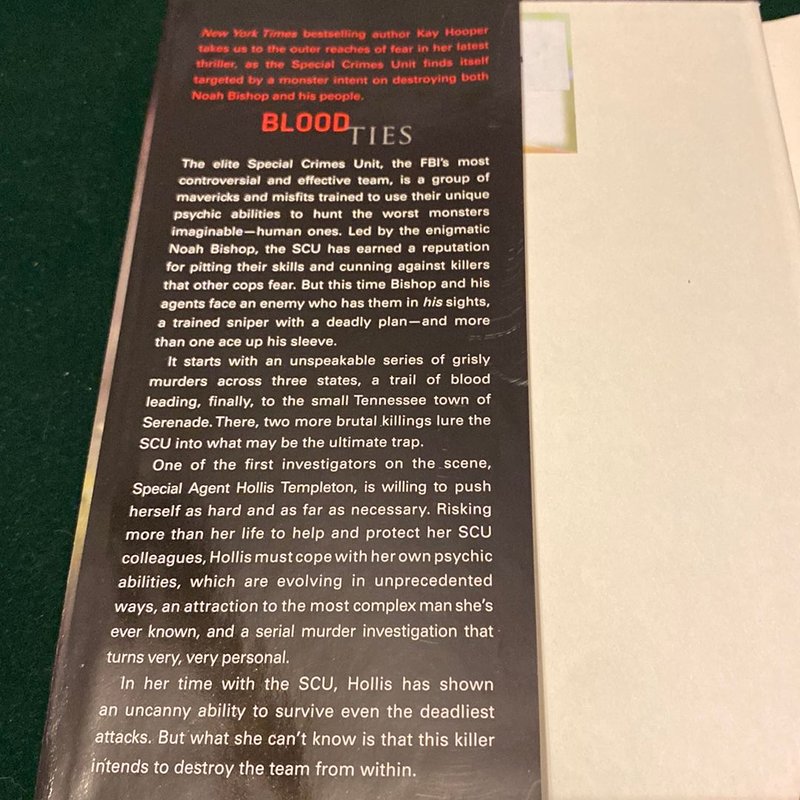 New York Times bestselling author Kay Hooper
takes us to the outer reaches of fear in her latest
thriller, as the Special Crimes Unit finds itself
targeted by a monster intent on destroying both
Noah Bishop and his people.
BLOOD TIES
The elite Special Crimes Unit, the FBI's most
controversial and effective team, is a group of
mavericks and misfits trained to use their unique
psychic abilities to hunt the worst monsters
imaginable—human ones. Led by the enigmatic
Noah Bishop, the SCU has earned a reputation
for pitting their skills and cunning against killers
that other cops fear. But this time Bishop and his
agents face an enemy who has them in his sights,
a trained sniper with a deadly plan—and more
than one ace up his sleeve.
It starts with an unspeakable series of grisly
murders across three states, a trail of blood
leading, finally, to the small Tennessee town of
Serenade. There, two more brutal killings lure the
SCU into what may be the ultimate trap.
One of the first investigators on the scene,
Special Agent Hollis Templeton, is willing to push
herself as hard and as far as necessary. Risking
more than her life to help and protect her SCU
colleagues, Hollis must cope with her own psychic
abilities, which are evolving in unprecedented
ways, an attraction to the most complex man she's
ever known, and a serial murder investigation that
turns very, very personal.
In her time with the SCU, Hollis has shown
an uncanny ability to survive even the deadliest
attacks. But what she can't know is that this killer
intends to destroy the team from within.